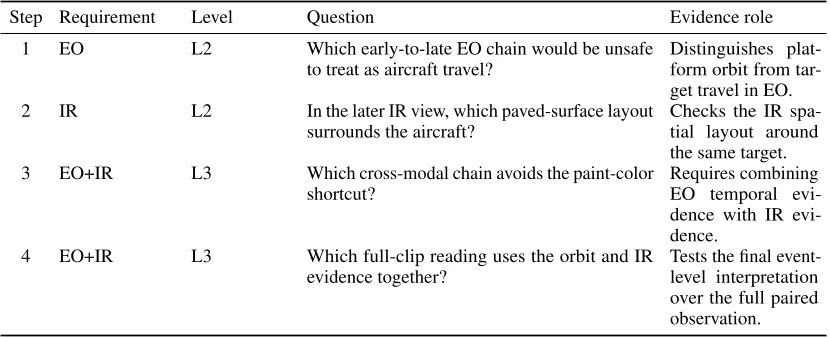 Step Requirement Level Question Evidence role
1 EO L2 Which early-to-late EO chain would be unsafe Distinguishes plat-
to treat as aircraft travel? form orbit from tar-
get travel in EO.
2 IR L2 In the later IR view, which paved-surface layout Checks the IR spa-
surrounds the aircraft? tial layout around
the same target.
3 EO+IR L3 Which cross-modal chain avoids the paint-color Requires combining
shortcut? EO temporal evi-
dence with IR evi-
dence.
4 EO+IR L3 Which full-clip reading uses the orbit and IR Tests the final event-
evidence together? level interpretation
over the full paired
observation.